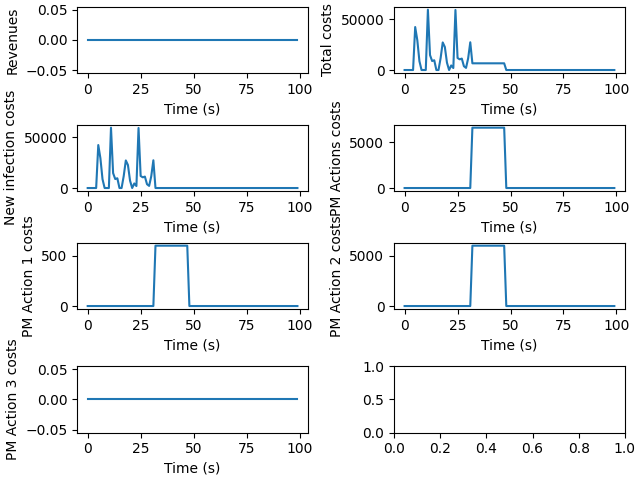 Revenues
0.05
0.00
−0.05
0 25 50 75 100
Time (s)
Total costs
50000
0
0 25 50 75 100
Time (s)
New infection costs
50000
0
0 25 50 75 100
Time (s)
PM Actions costs
5000
0
0 25 50 75 100
Time (s)
PM Action 1 costs
500
0
0 25 50 75 100
Time (s)
PM Action 2 costs
5000
0
0 25 50 75 100
Time (s)
PM Action 3 costs
0.05
0.00
−0.05
0 25 50 75 100
Time (s)
1.0
0.5
0.0
0.0 0.2 0.4 0.6 0.8 1.0